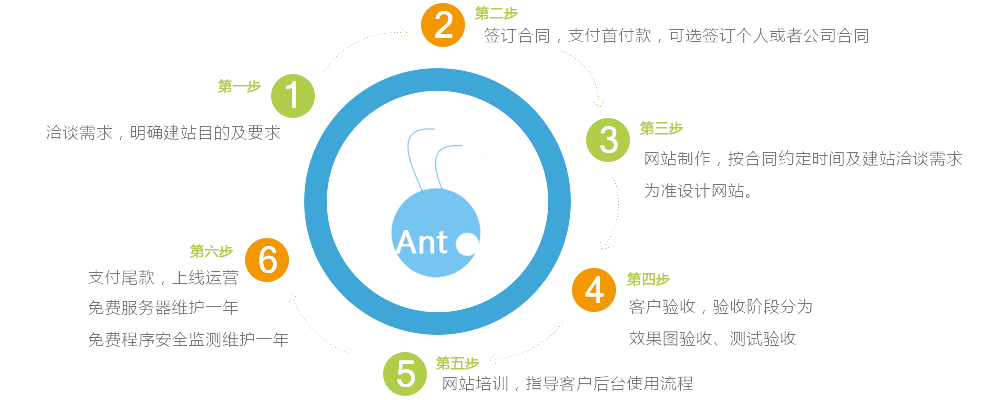 1
第一步
洽谈需求，明确建站目的及要求
2
第二步
签订合同，支付首付款，可选签订个人或者公司合同
3
第三步
网站制作，按合同约定时间及建站洽谈需求
为准设计网站。
4
第四步
客户验收，验收阶段分为
效果图验收、测试验收
5
第五步
网站培训，指导客户后台使用流程
6
第六步
支付尾款，上线运营
免费服务器维护一年
免费程序安全监测维护一年
Ant